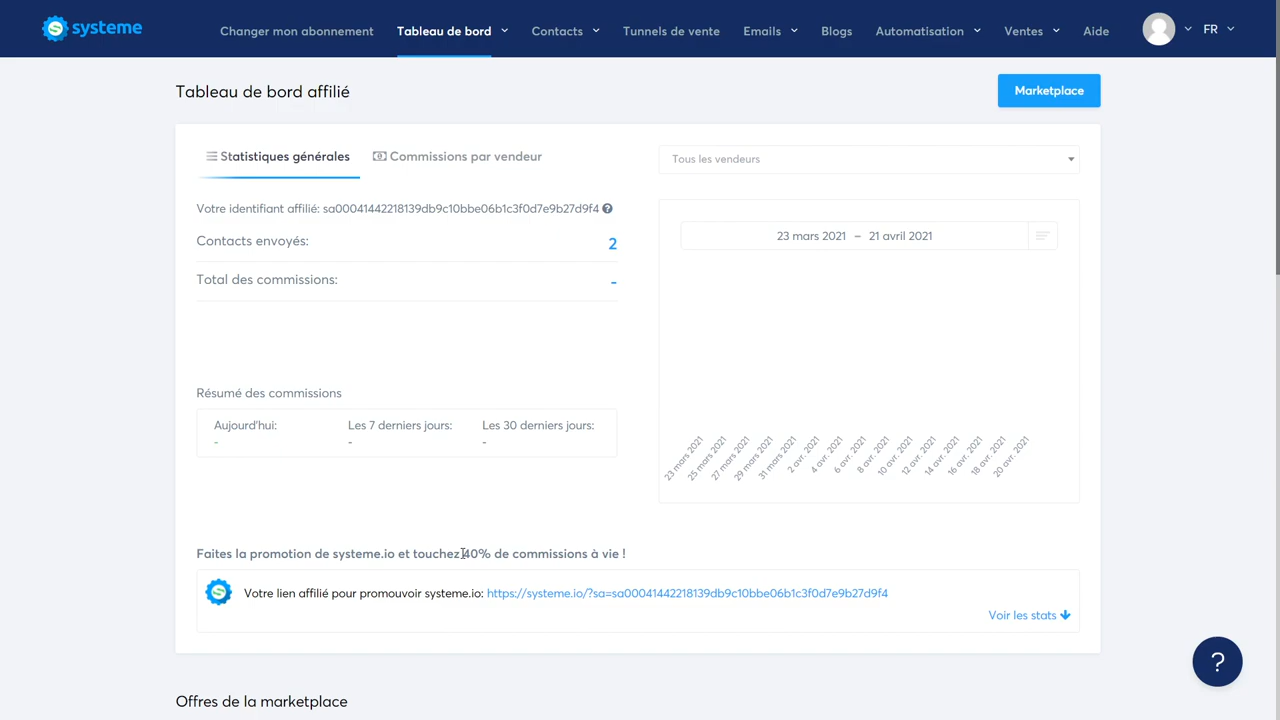 systeme
Changer mon abonnement
Tableau de bord
Contacts
Tunnels de vente
Emails
Blogs
Automatisation
Ventes
Aide
FR
Tableau de bord affilié
Marketplace
Statistiques générales
Commissions par vendeur
Tous les vendeurs
Votre identifiant affilié: sa00041442218139db9c10bbe06b1c3f0d7e9b27d9f4
Contacts envoyés:
2
Total des commissions:
-
23 mars 2021 – 21 avril 2021
Résumé des commissions
Aujourd'hui:
-
Les 7 derniers jours:
-
Les 30 derniers jours:
-
23 mars 2021
25 mars 2021
27 mars 2021
29 mars 2021
31 mars 2021
2 avr. 2021
4 avr. 2021
6 avr. 2021
8 avr. 2021
10 avr. 2021
12 avr. 2021
14 avr. 2021
16 avr. 2021
18 avr. 2021
20 avr. 2021
Faites la promotion de systeme.io et touchez 40% de commissions à vie !
Votre lien affilié pour promouvoir systeme.io: https://systeme.io/?sa=sa00041442218139db9c10bbe06b1c3f0d7e9b27d9f4
Voir les stats
?
Offres de la marketplace